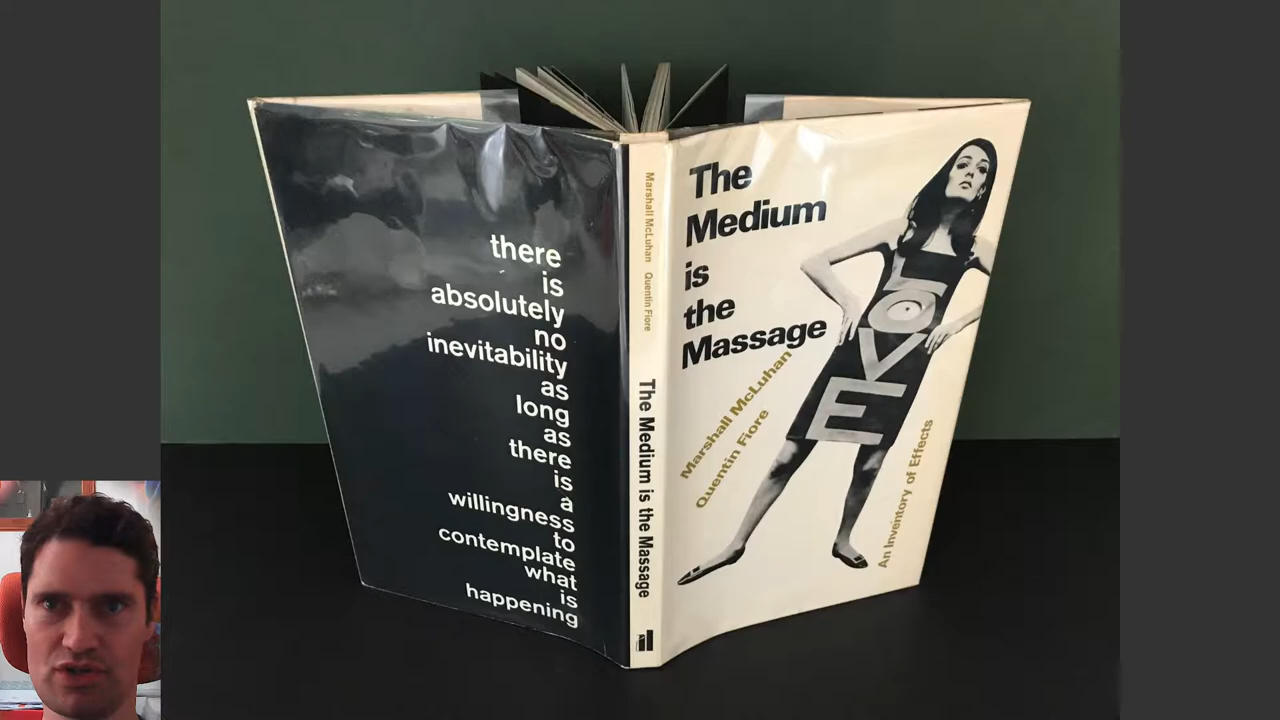 there
is
absolutely
no
inevitability
as
long
as
there
is
a
willingness
to
contemplate
what
is
happening
Marshall McLuhan Quentin Fiore
The Medium is the Massage
The
Medium
is
the
Massage
Marshall McLuhan
Quentin Fiore
LOVE
An Inventory of Effects